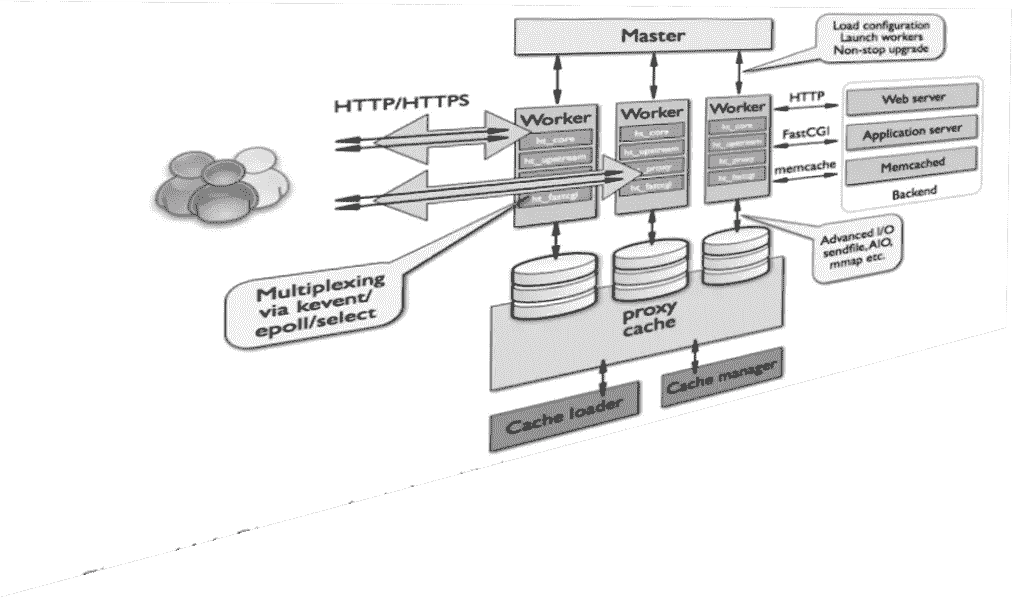 Master
Load configuration
Launch workers
Non-stop upgrade
HTTP/HTTPS
Worker
ht_core
ht_upstream
ht_fastcgi
Worker
ht_core
ht_upstream
ht_proxy
ht_fastcgi
Worker
ht_core
ht_upstream
ht_proxy
ht_fastcgi
HTTP
FastCGI
memcache
Web server
Application server
Memcached
Backend
Multiplexing
via kevent/
epoll/select
Advanced I/O
sendfile, AIO,
mmap etc.
proxy
cache
Cache loader
Cache manager